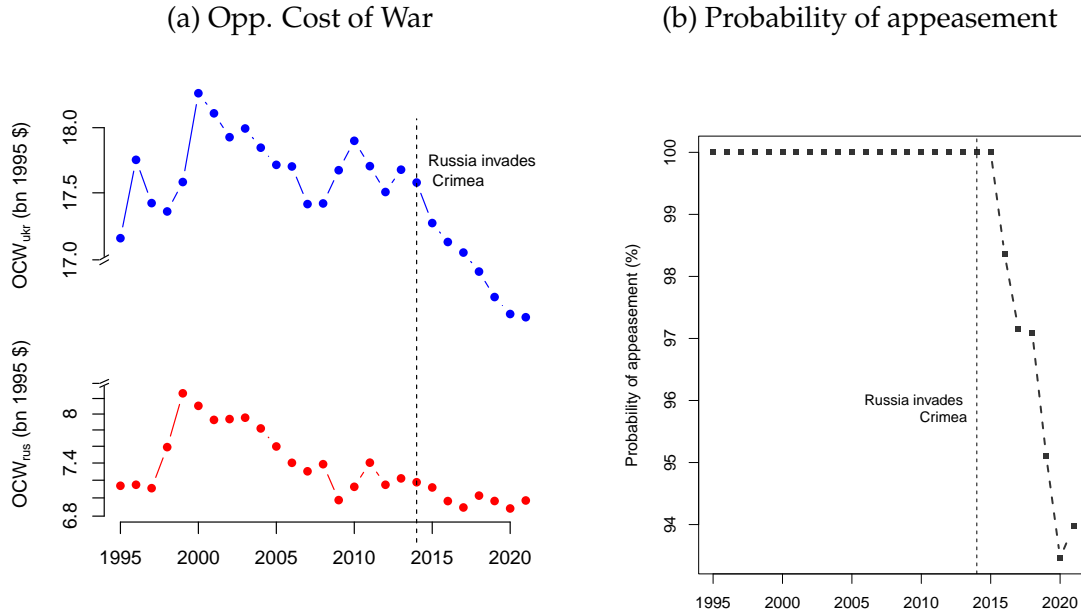 (a) Opp. Cost of War
OCWukr (bn 1995 $)
18.0
17.5
17.0
Russia invades
Crimea
OCWrus (bn 1995 $)
8
7.4
6.8
1995 2000 2005 2010 2015 2020
(b) Probability of appeasement
Probability of appeasement (%)
100
99
98
97
96
95
94
Russia invades
Crimea
1995 2000 2005 2010 2015 2020